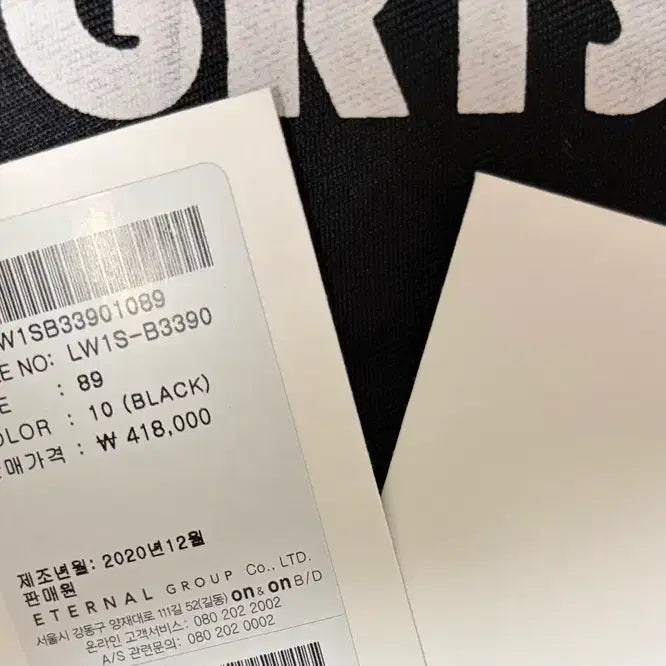 GRIS
W1SB33901089
E NO: LW1S-B3390
E : 89
OLOR : 10 (BLACK)
매가격 : ₩ 418,000
제조년월: 2020년12월
판매원
ETERNAL GROUP Co., LTD.
서울시 강동구 양재대로 111길 52(길동) on & on B/D
온라인 고객서비스: 080 202 2002
A/S 관련문의: 080 202 0002